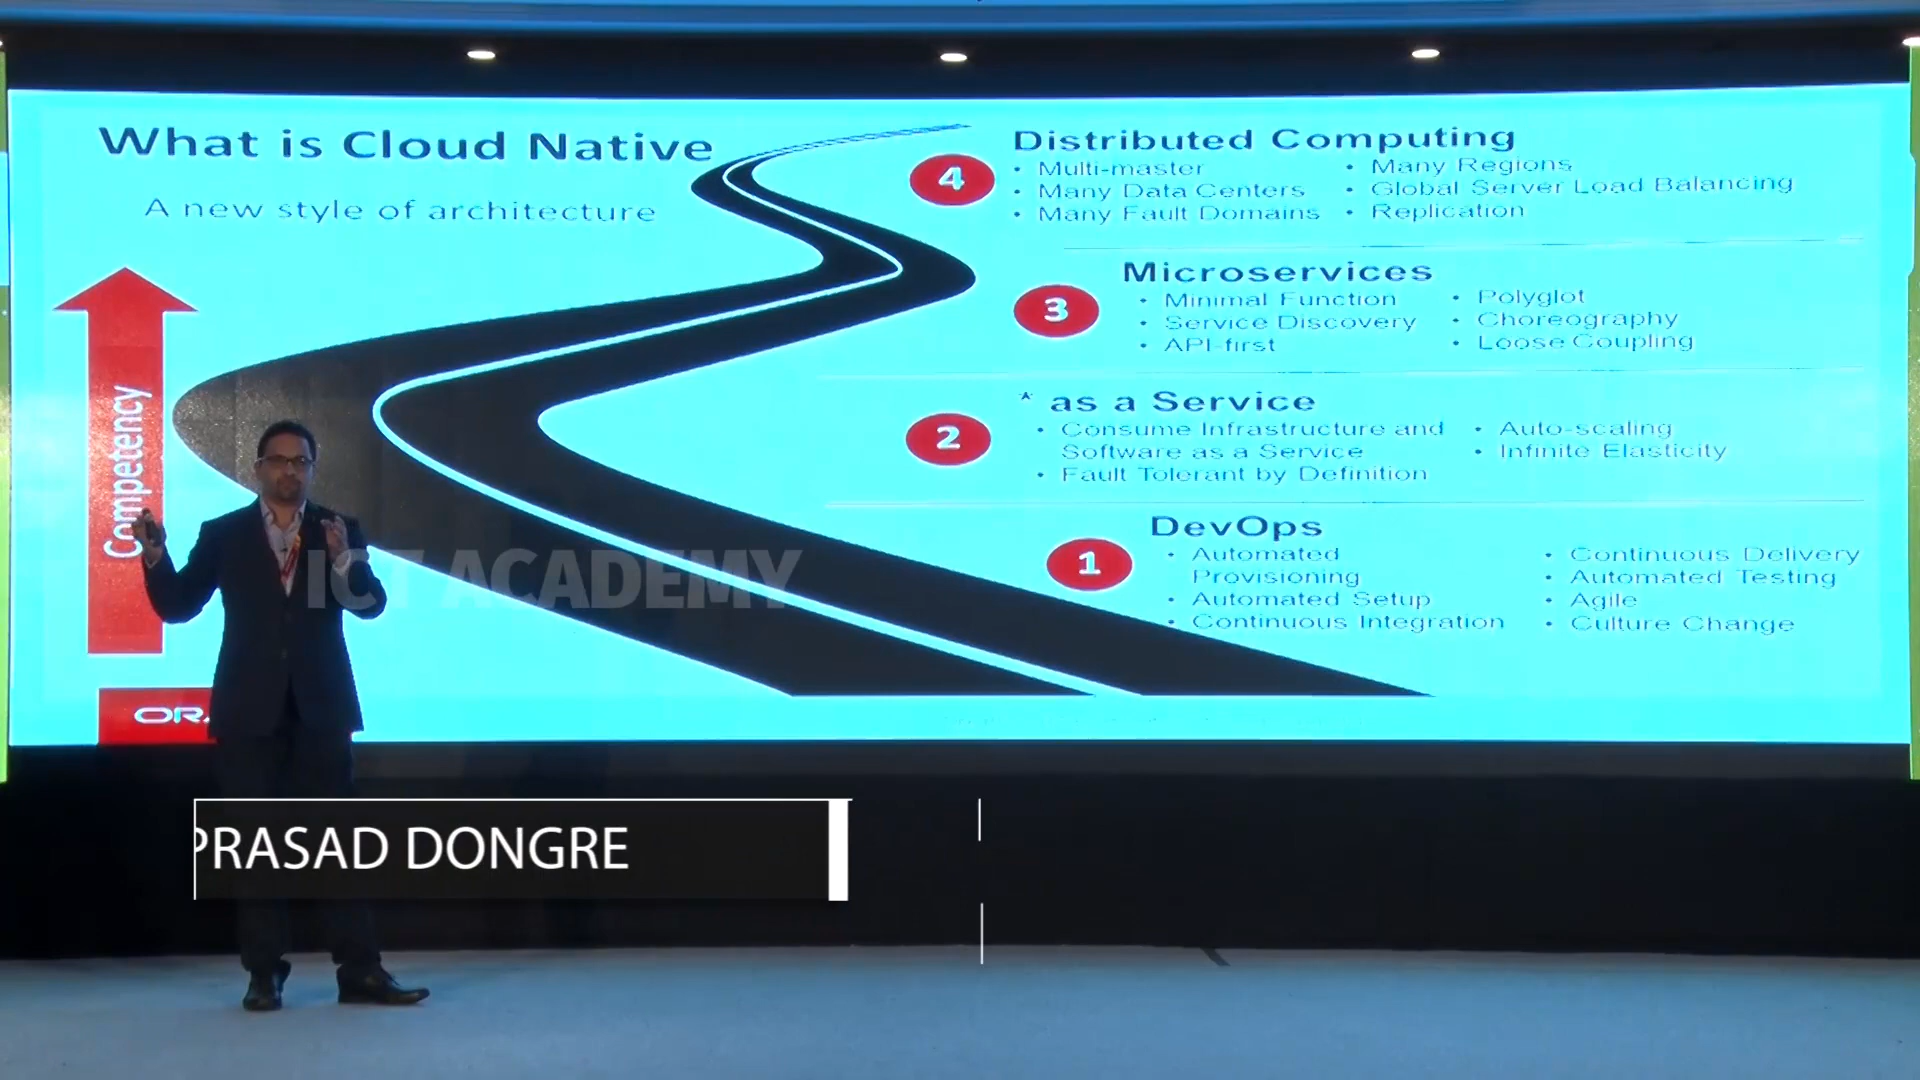 What is Cloud Native
A new style of architecture
Competency
4
Distributed Computing
• Multi-master
• Many Data Centers
• Many Fault Domains
• Many Regions
• Global Server Load Balancing
• Replication
3
Microservices
• Minimal Function
• Service Discovery
• API-first
• Polyglot
• Choreography
• Loose Coupling
2
* as a Service
• Consume Infrastructure and
Software as a Service
• Fault Tolerant by Definition
• Auto-scaling
• Infinite Elasticity
1
DevOps
• Automated
Provisioning
• Automated Setup
• Continuous Integration
• Continuous Delivery
• Automated Testing
• Agile
• Culture Change
ICT ACADEMY
PRASAD DONGRE